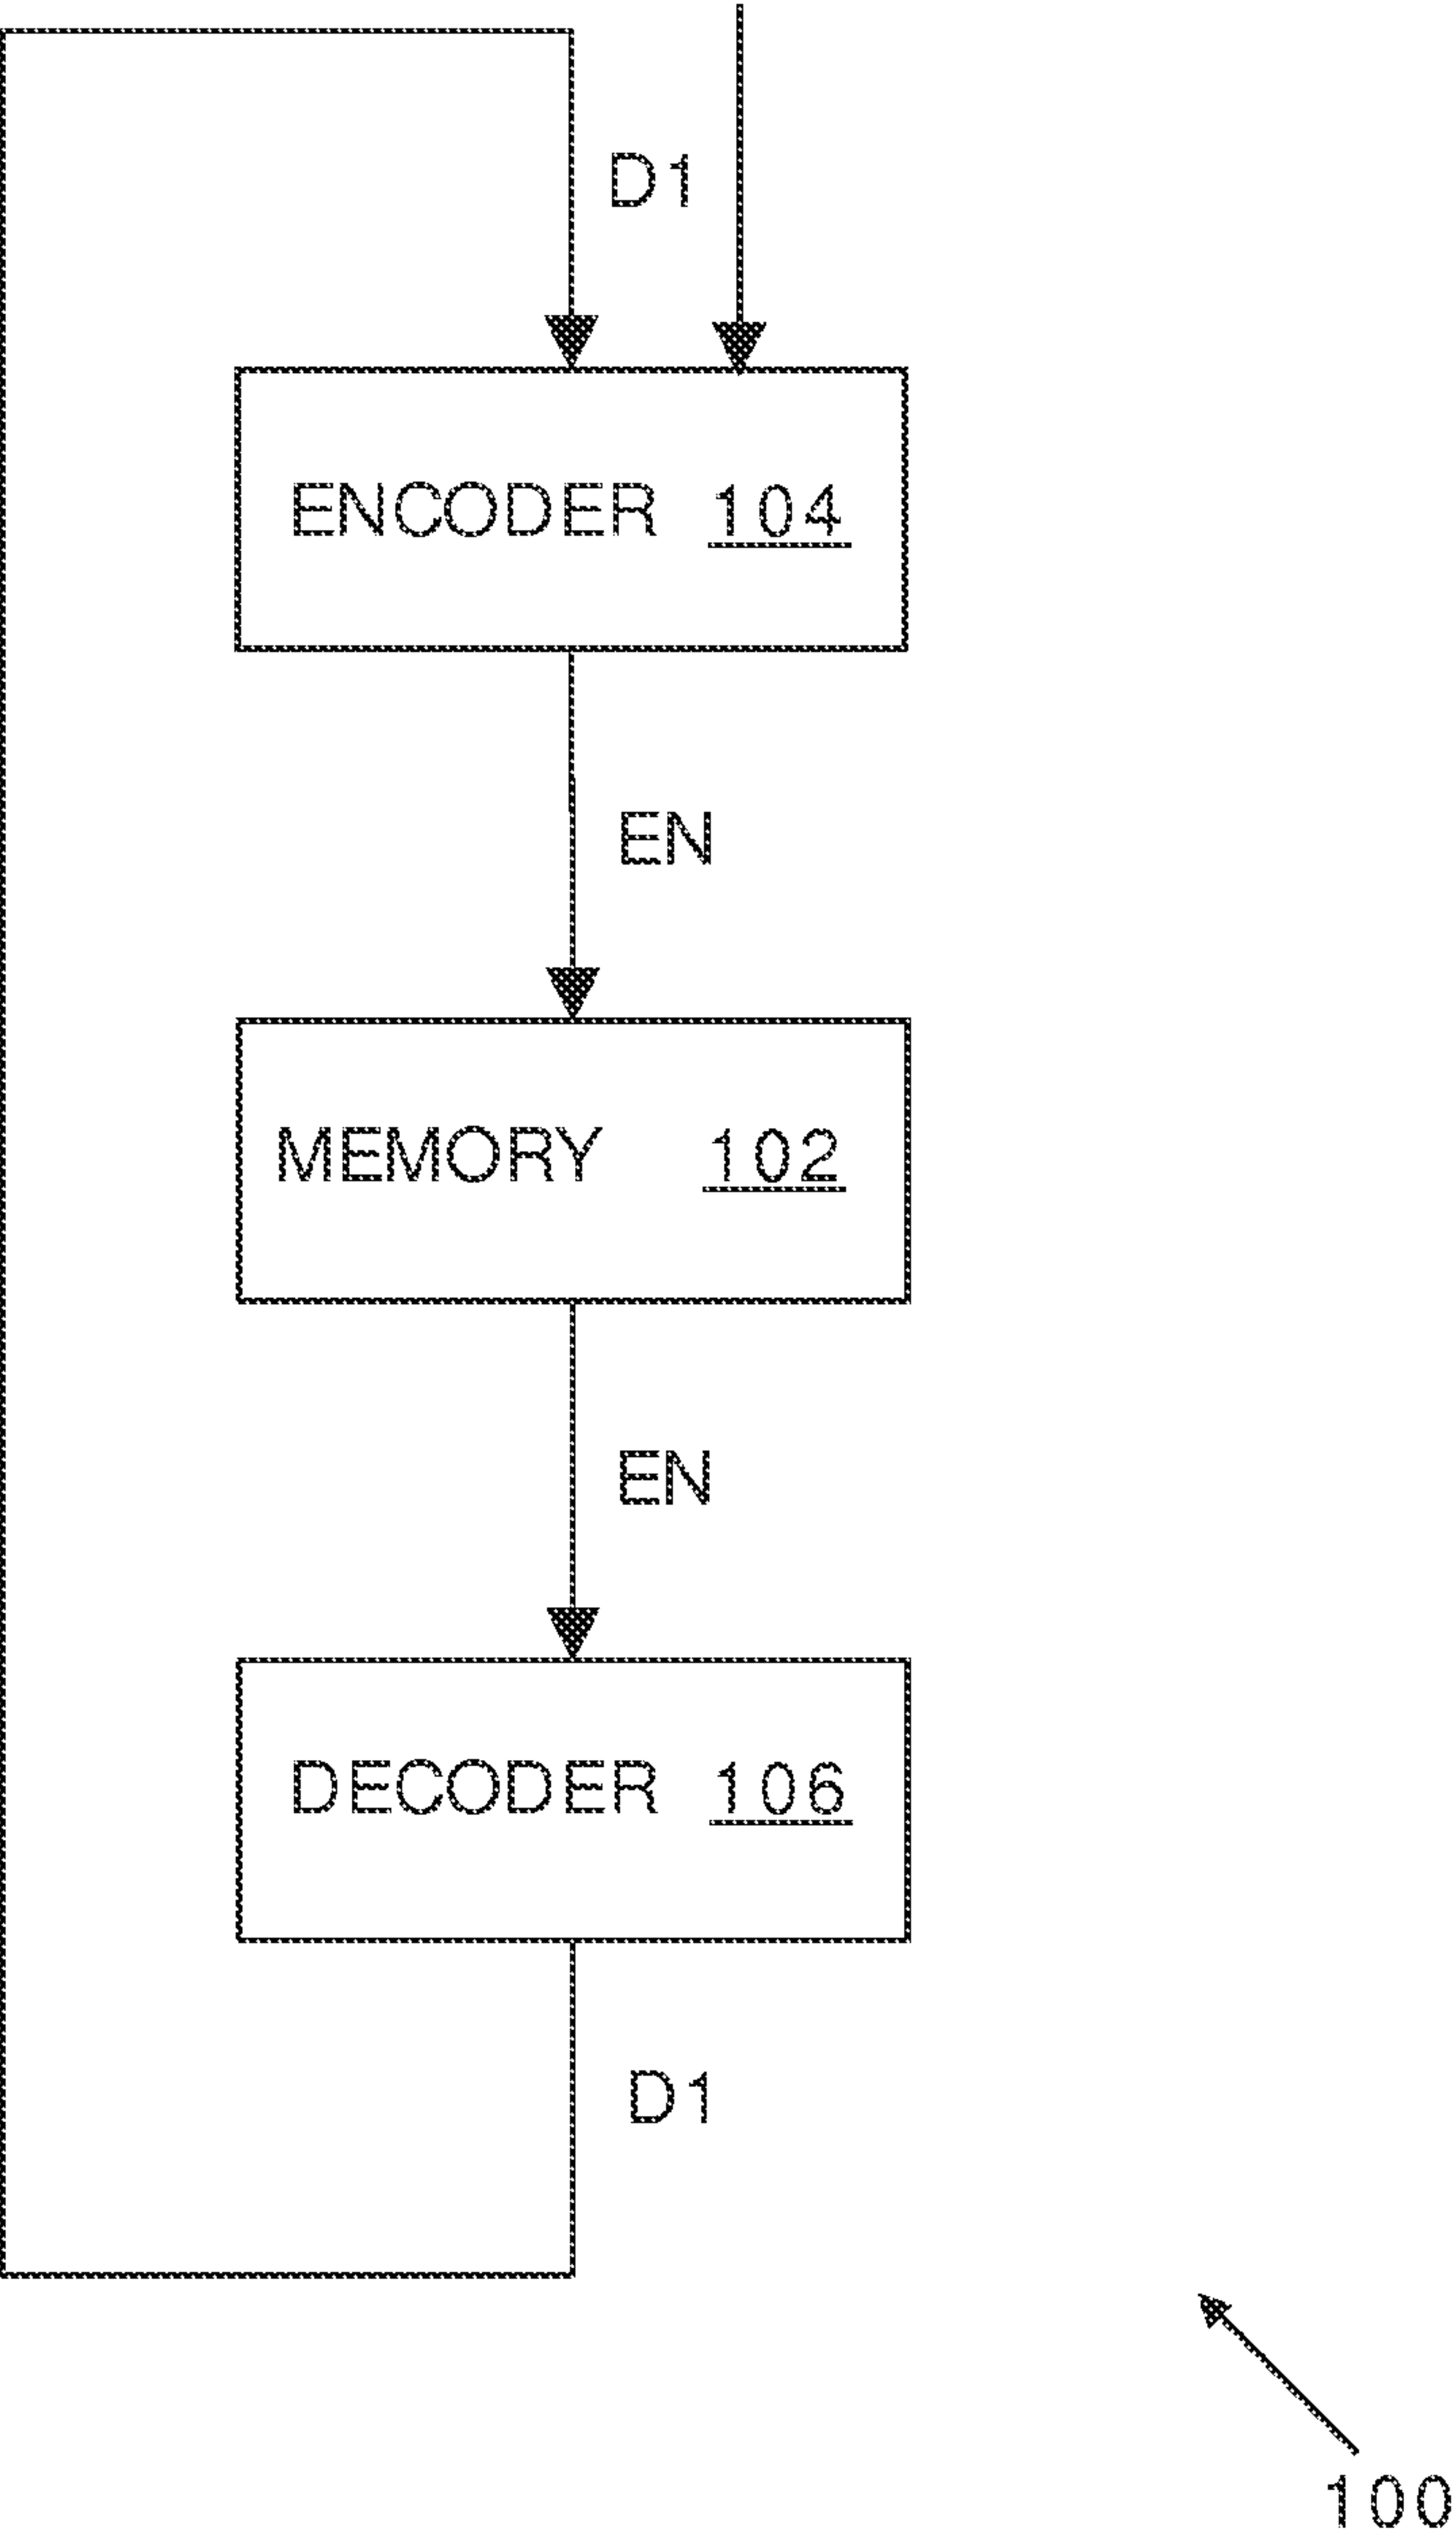 D1
ENCODER 104
EN
MEMORY 102
EN
DECODER 106
D1
100